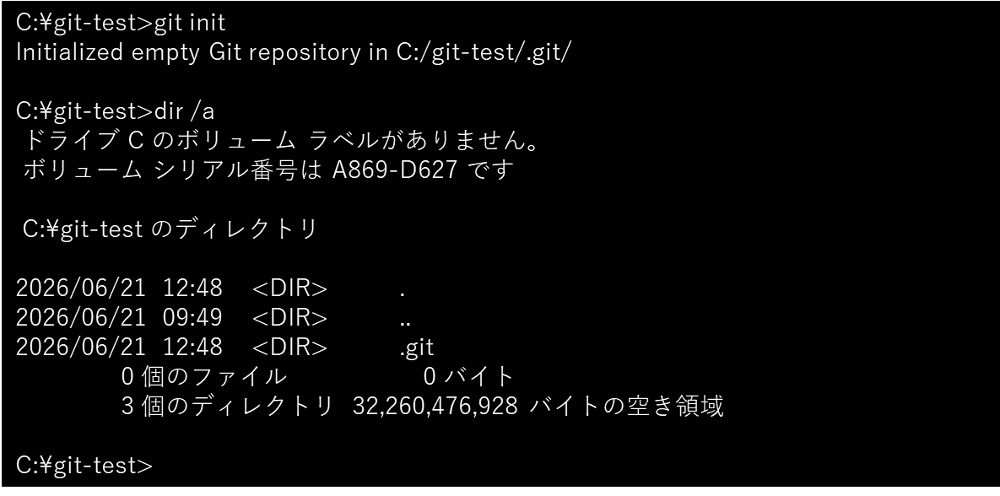 C:¥git-test>git init
Initialized empty Git repository in C:/git-test/.git/
C:¥git-test>dir /a
ドライブ C のボリューム ラベルがありません。
ボリューム シリアル番号は A869-D627 です
C:¥git-test のディレクトリ
2026/06/21 12:48 <DIR> .
2026/06/21 09:49 <DIR> ..
2026/06/21 12:48 <DIR> .git
0 個のファイル 0 バイト
3 個のディレクトリ 32,260,476,928 バイトの空き領域
C:¥git-test>